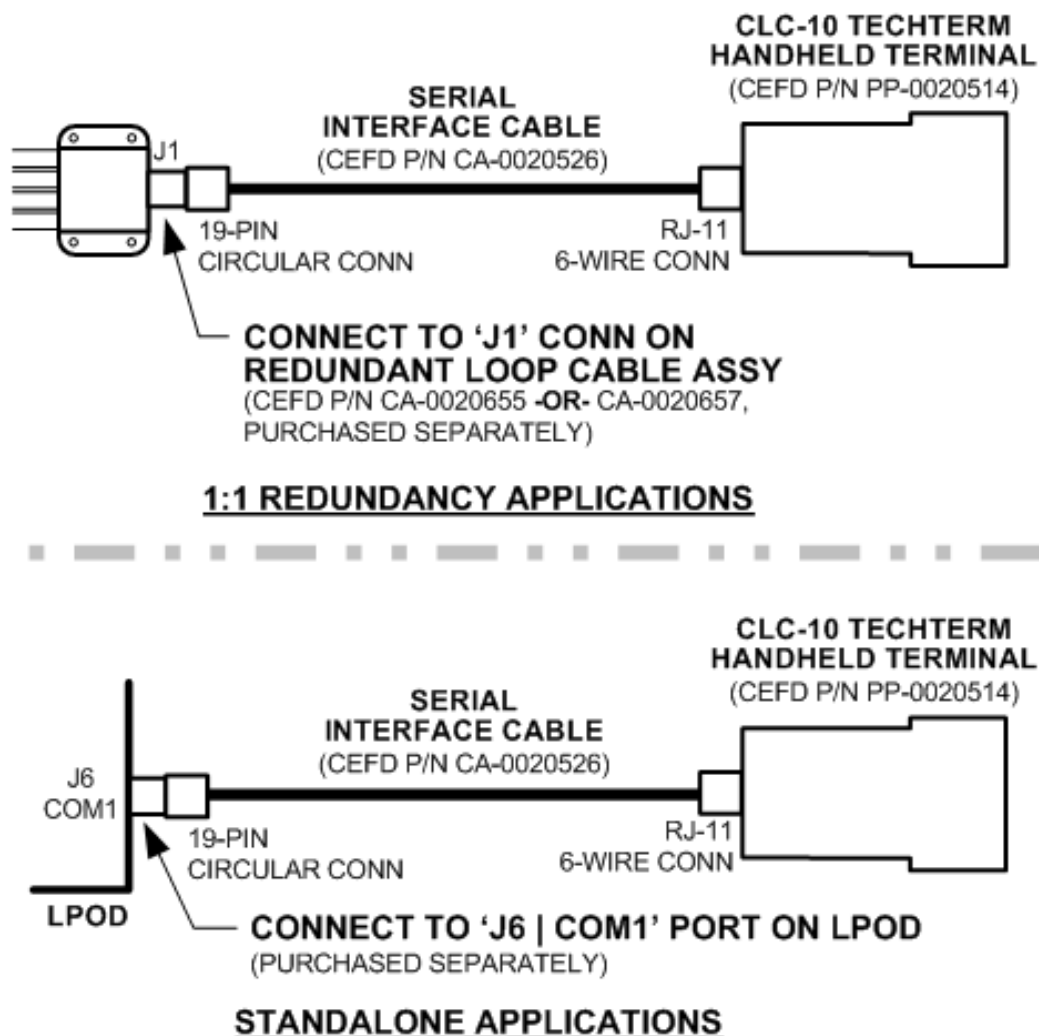 CLC-10 TECHTERM
HANDHELD TERMINAL
(CEFD P/N PP-0020514)
SERIAL
INTERFACE CABLE
(CEFD P/N CA-0020526)
J1
19-PIN
CIRCULAR CONN
RJ-11
6-WIRE CONN
CONNECT TO ‘J1’ CONN ON
REDUNDANT LOOP CABLE ASSY
(CEFD P/N CA-0020655 -OR- CA-0020657,
PURCHASED SEPARATELY)
1:1 REDUNDANCY APPLICATIONS
CLC-10 TECHTERM
HANDHELD TERMINAL
(CEFD P/N PP-0020514)
SERIAL
INTERFACE CABLE
(CEFD P/N CA-0020526)
J6
COM1
19-PIN
CIRCULAR CONN
RJ-11
6-WIRE CONN
LPOD
CONNECT TO ‘J6 | COM1’ PORT ON LPOD
(PURCHASED SEPARATELY)
STANDALONE APPLICATIONS